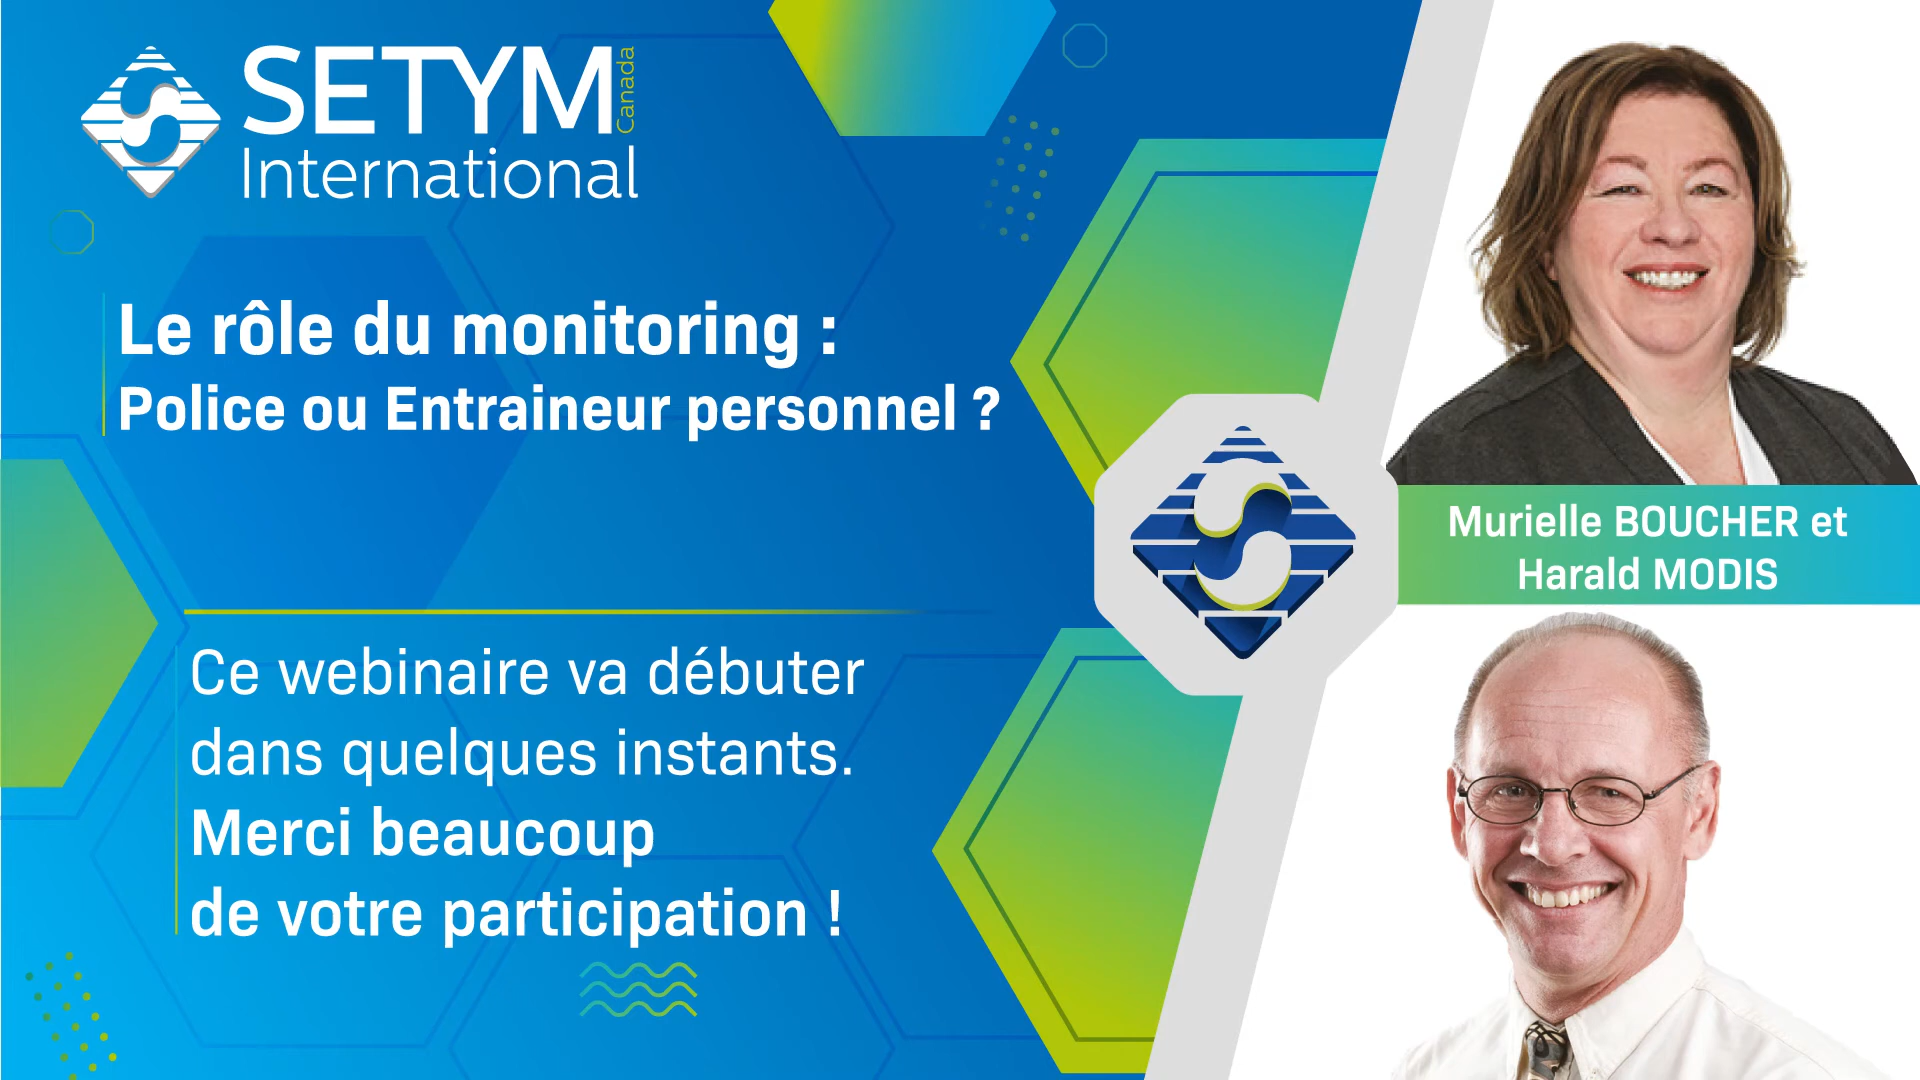 SETYM
Canada
International
Le rôle du monitoring :
Police ou Entraineur personnel ?
Ce webinaire va débuter
dans quelques instants.
Merci beaucoup
de votre participation !
Murielle BOUCHER et
Harald MODIS